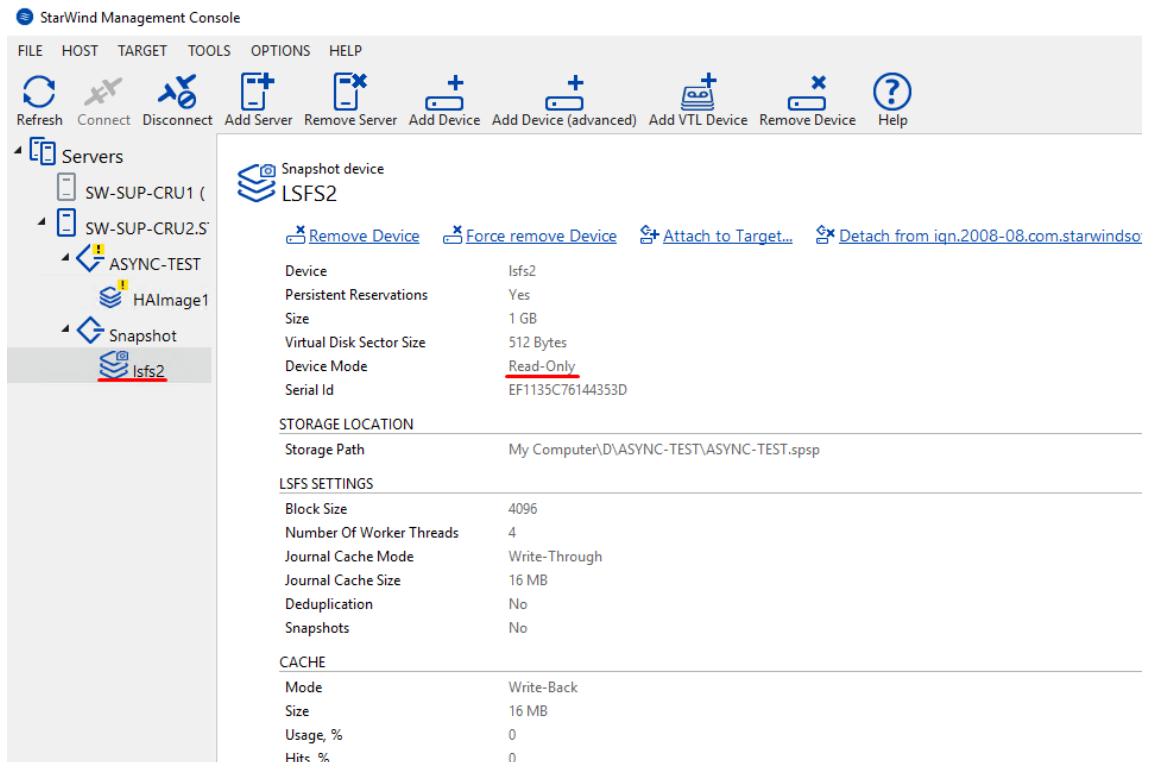 StarWind Management Console
FILE HOST TARGET TOOLS OPTIONS HELP
Refresh Connect Disconnect Add Server Remove Server Add Device Add Device (advanced) Add VTL Device Remove Device Help
Servers
SW-SUP-CRU1 (
SW-SUP-CRU2.S
ASYNC-TEST
HAImage1
Snapshot
lsfs2
Snapshot device
LSFS2
Remove Device Force remove Device Attach to Target... Detach from iqn.2008-08.com.starwindso
Device lsfs2
Persistent Reservations Yes
Size 1 GB
Virtual Disk Sector Size 512 Bytes
Device Mode Read-Only
Serial Id EF1135C76144353D
STORAGE LOCATION
Storage Path My Computer\D\ASYNC-TEST\ASYNC-TEST.spsp
LSFS SETTINGS
Block Size 4096
Number Of Worker Threads 4
Journal Cache Mode Write-Through
Journal Cache Size 16 MB
Deduplication No
Snapshots No
CACHE
Mode Write-Back
Size 16 MB
Usage, % 0
Hits, % 0